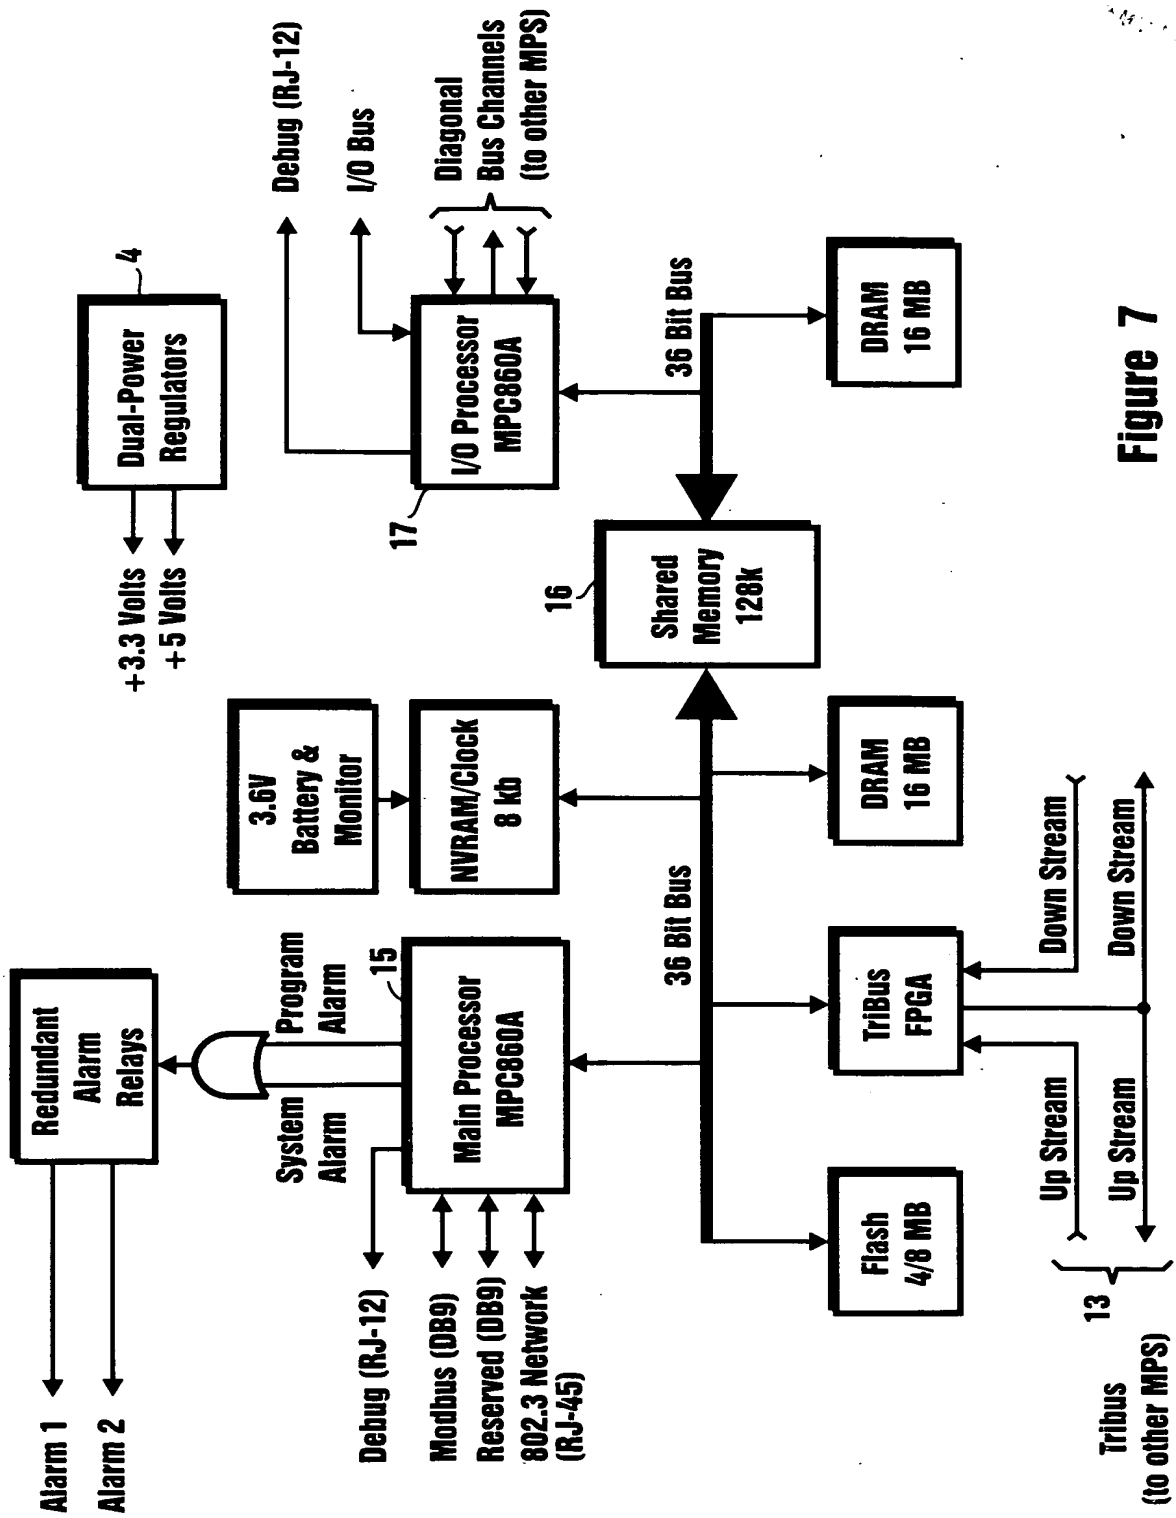 Alarm 1
Alarm 2
Redundant
Alarm
Relays
System
Alarm
Program
Alarm
Debug (RJ-12)
Modbus (DB9)
Reserved (DB9)
802.3 Network
(RJ-45)
15
Main Processor
MPC860A
3.6V
Battery &
Monitor
NVRAM/Clock
8 kb
+3.3 Volts
+5 Volts
Dual-Power
Regulators
4
Debug (RJ-12)
I/O Bus
17
I/O Processor
MPC860A
Diagonal
Bus Channels
(to other MPS)
36 Bit Bus
16
Shared
Memory
128k
36 Bit Bus
Flash
4/8 MB
TriBus
FPGA
DRAM
16 MB
DRAM
16 MB
Up Stream
Down Stream
Up Stream
Down Stream
13
Tribus
(to other MPS)
Figure 7